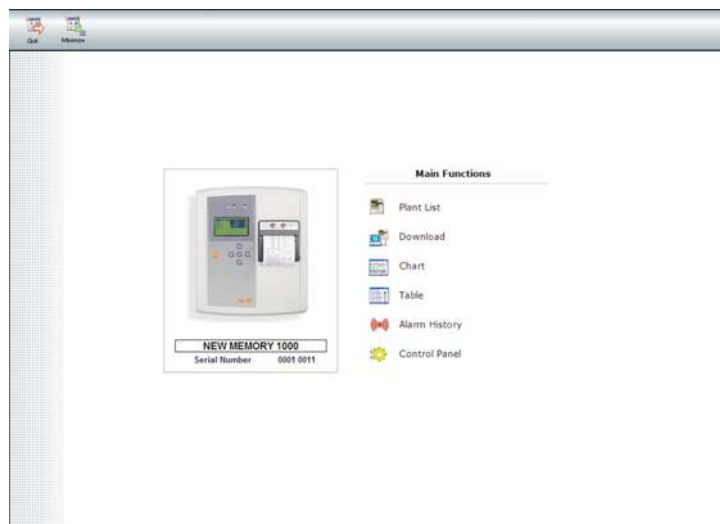 Quit
Minimize
Main Functions
Plant List
Download
Chart
Table
Alarm History
Control Panel
NEW MEMORY 1000
Serial Number 0001 0011